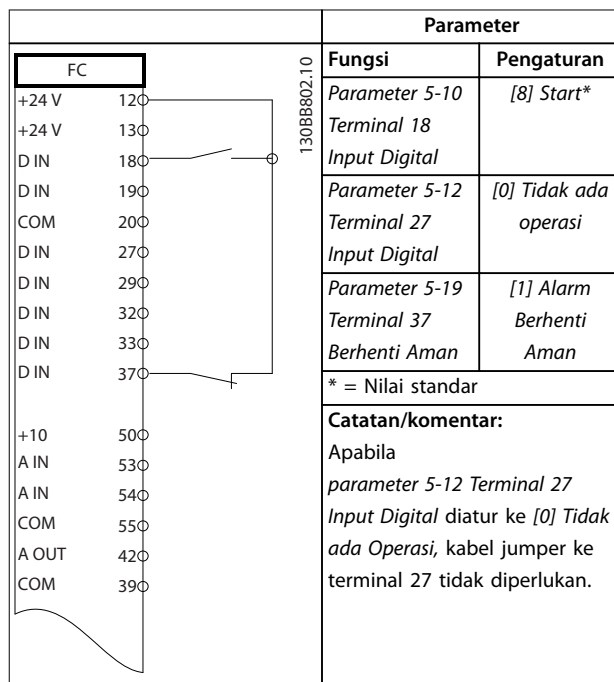 FC
+24 V 12
+24 V 13
D IN 18
D IN 19
COM 20
D IN 27
D IN 29
D IN 32
D IN 33
D IN 37
+10 50
A IN 53
A IN 54
COM 55
A OUT 42
COM 39
130BB802.10
Parameter
Fungsi Pengaturan
Parameter 5-10 [8] Start*
Terminal 18
Input Digital
Parameter 5-12 [0] Tidak ada
Terminal 27 operasi
Input Digital
Parameter 5-19 [1] Alarm
Terminal 37 Berhenti
Berhenti Aman Aman
* = Nilai standar
Catatan/komentar:
Apabila
parameter 5-12 Terminal 27
Input Digital diatur ke [0] Tidak
ada Operasi, kabel jumper ke
terminal 27 tidak diperlukan.